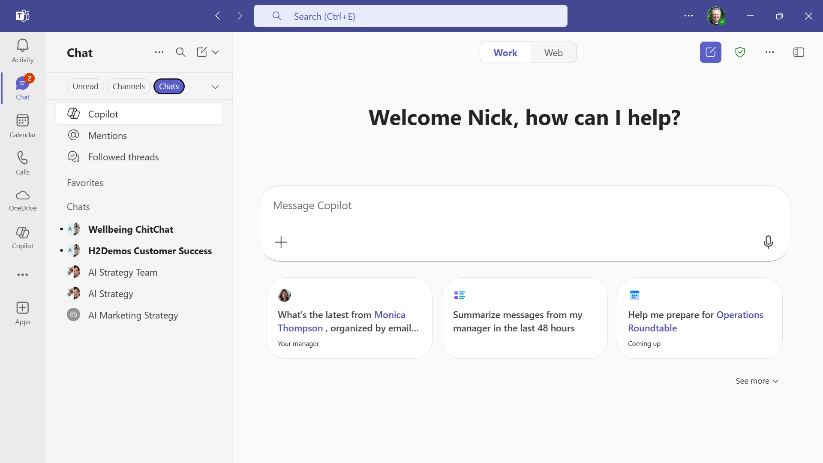 Search (Ctrl+E)
Activity
2
Chat
Calendar
Calls
OneDrive
Copilot
Apps
Chat
Unread
Channels
Chats
Copilot
Mentions
Followed threads
Favorites
Chats
Wellbeing ChitChat
H2Demos Customer Success
AI Strategy Team
AI Strategy
AI Marketing Strategy
Work
Web
Welcome Nick, how can I help?
Message Copilot
What's the latest from Monica
Thompson , organized by email...
Your manager
Summarize messages from my
manager in the last 48 hours
Help me prepare for Operations
Roundtable
Coming up
See more